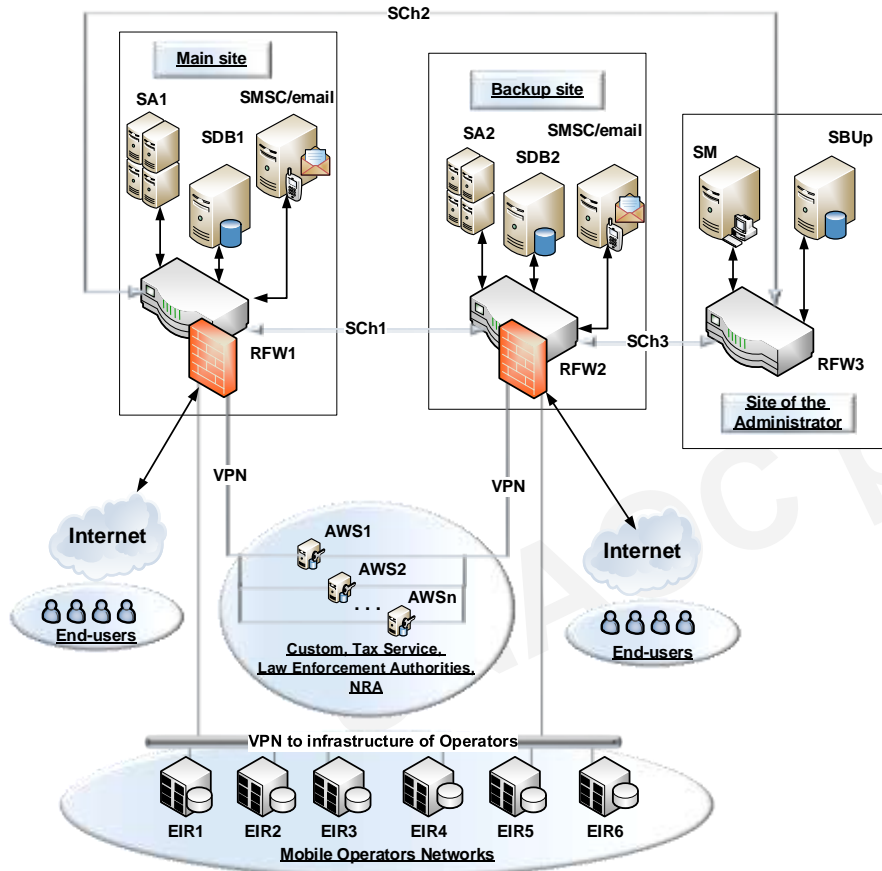 SCh2
Main site
SA1
SMSC/email
SDB1
RFW1
Backup site
SA2
SMSC/email
SDB2
RFW2
SM
SBUp
RFW3
Site of the
Administrator
SCh1
SCh3
VPN
VPN
Internet
End-users
AWS1
AWS2
...
AWSn
Custom, Tax Service,
Law Enforcement Authorities,
NRA
Internet
End-users
VPN to infrastructure of Operators
EIR1
EIR2
EIR3
EIR4
EIR5
EIR6
Mobile Operators Networks